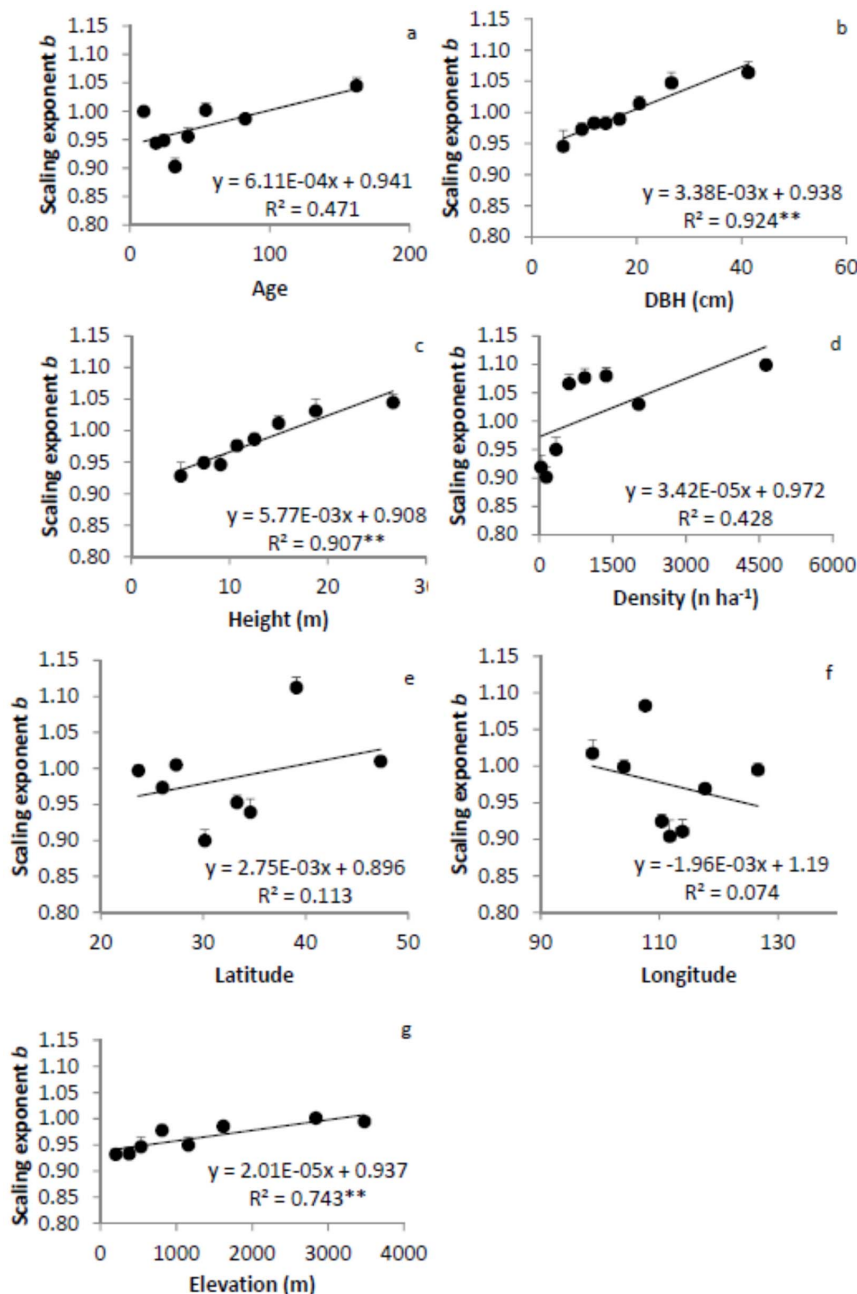 a
1.15
1.10
1.05
1.00
0.95
0.90
0.85
0.80
Scaling exponent b
y = 6.11E-04x + 0.941
R² = 0.471
0 100 200
Age
b
1.15
1.10
1.05
1.00
0.95
0.90
0.85
0.80
Scaling exponent b
y = 3.38E-03x + 0.938
R² = 0.924**
0 20 40 60
DBH (cm)
c
1.15
1.10
1.05
1.00
0.95
0.90
0.85
0.80
Scaling exponent b
y = 5.77E-03x + 0.908
R² = 0.907**
0 10 20
Height (m)
d
1.15
1.10
1.05
1.00
0.95
0.90
0.85
0.80
Scaling exponent b
y = 3.42E-05x + 0.972
R² = 0.428
0 1500 3000 4500 6000
Density (n ha⁻¹)
e
1.15
1.10
1.05
1.00
0.95
0.90
0.85
0.80
Scaling exponent b
y = 2.75E-03x + 0.896
R² = 0.113
20 30 40 50
Latitude
f
1.15
1.10
1.05
1.00
0.95
0.90
0.85
0.80
Scaling exponent b
y = -1.96E-03x + 1.19
R² = 0.074
90 110 130
Longitude
g
1.15
1.10
1.05
1.00
0.95
0.90
0.85
0.80
Scaling exponent b
y = 2.01E-05x + 0.937
R² = 0.743**
0 1000 2000 3000 4000
Elevation (m)